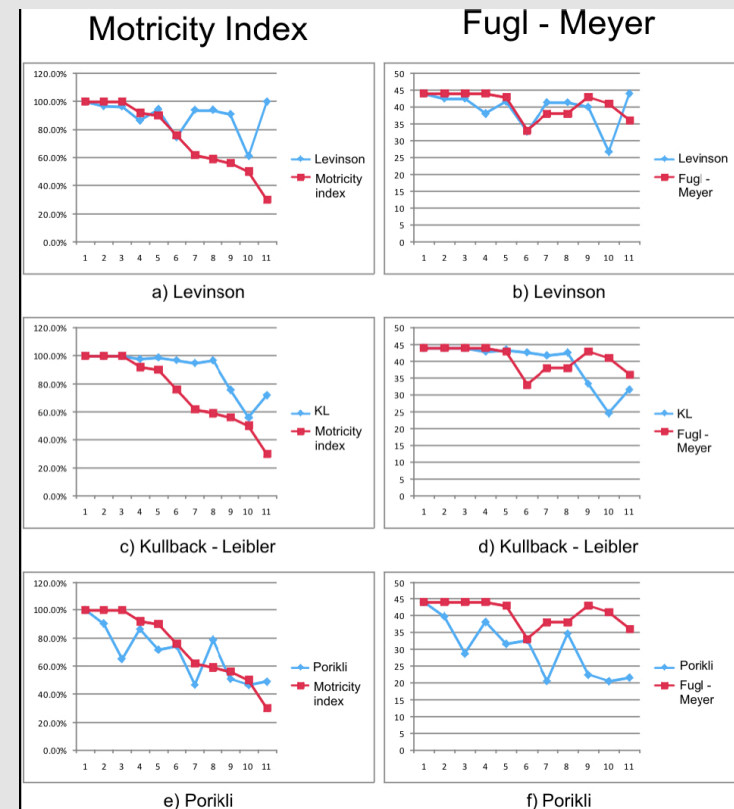 Motricity Index
Fugl - Meyer
120.00%
100.00%
80.00%
60.00%
40.00%
20.00%
0.00%
1 2 3 4 5 6 7 8 9 10 11
Levinson
Motricity
index
a) Levinson
50
45
40
35
30
25
20
15
10
5
0
1 2 3 4 5 6 7 8 9 10 11
Levinson
Fugl -
Meyer
b) Levinson
120.00%
100.00%
80.00%
60.00%
40.00%
20.00%
0.00%
1 2 3 4 5 6 7 8 9 10 11
KL
Motricity
index
c) Kullback - Leibler
50
45
40
35
30
25
20
15
10
5
0
1 2 3 4 5 6 7 8 9 10 11
KL
Fugl -
Meyer
d) Kullback - Leibler
120.00%
100.00%
80.00%
60.00%
40.00%
20.00%
0.00%
1 2 3 4 5 6 7 8 9 10 11
Porikli
Motricity
index
e) Porikli
50
45
40
35
30
25
20
15
10
5
0
1 2 3 4 5 6 7 8 9 10 11
Porikli
Fugl -
Meyer
f) Porikli